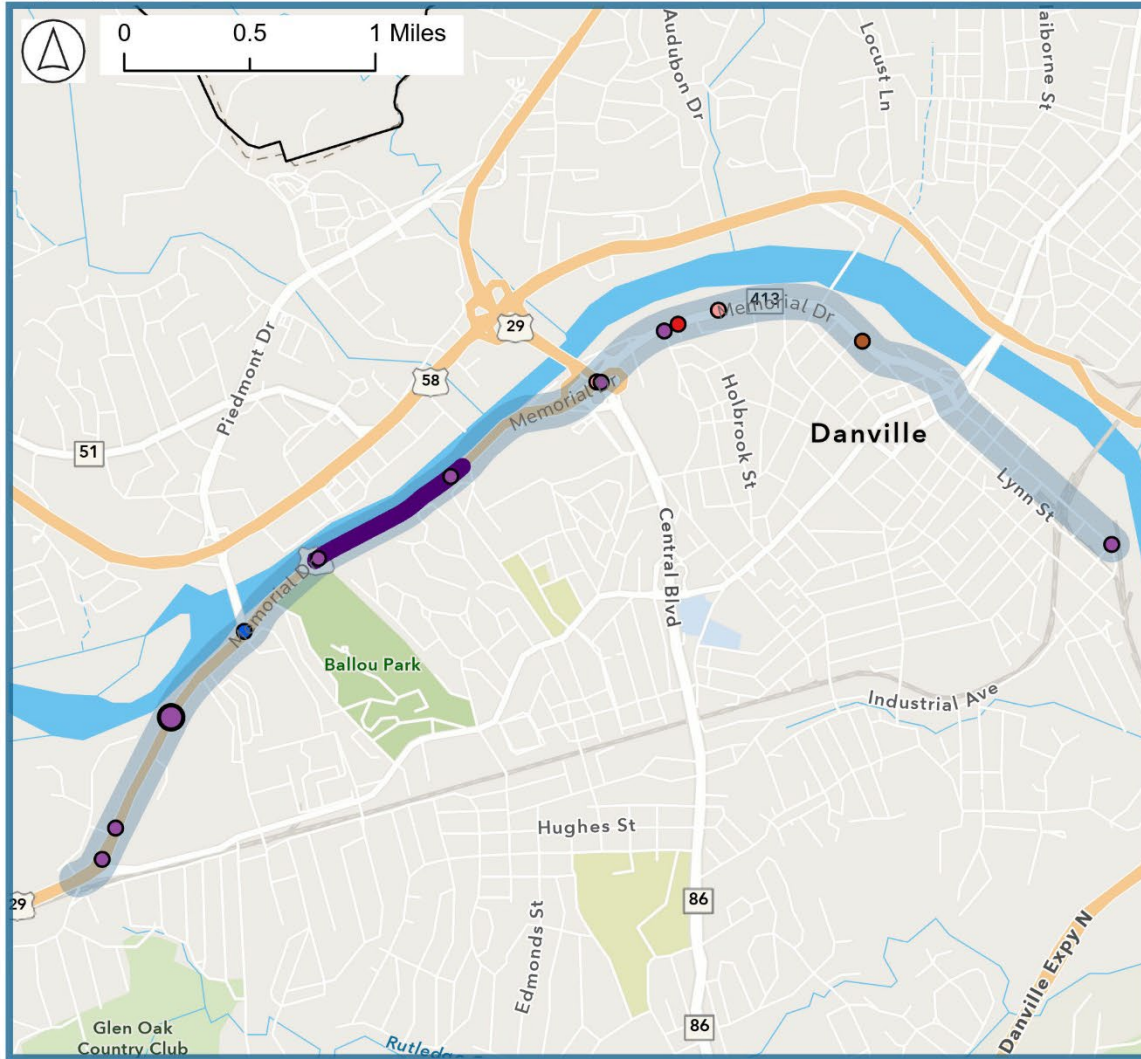 0 0.5 1 Miles
Audubon Dr
Locust Ln
laiborne St
Piedmont Dr
29
58
51
413
Memorial Dr
Memorial Dr
Holbrook St
Danville
Lynn St
Central Blvd
Memorial D
Ballou Park
Industrial Ave
Hughes St
29
86
Edmonds St
Danville Expy N
86
Glen Oak
Country Club
Rutledge